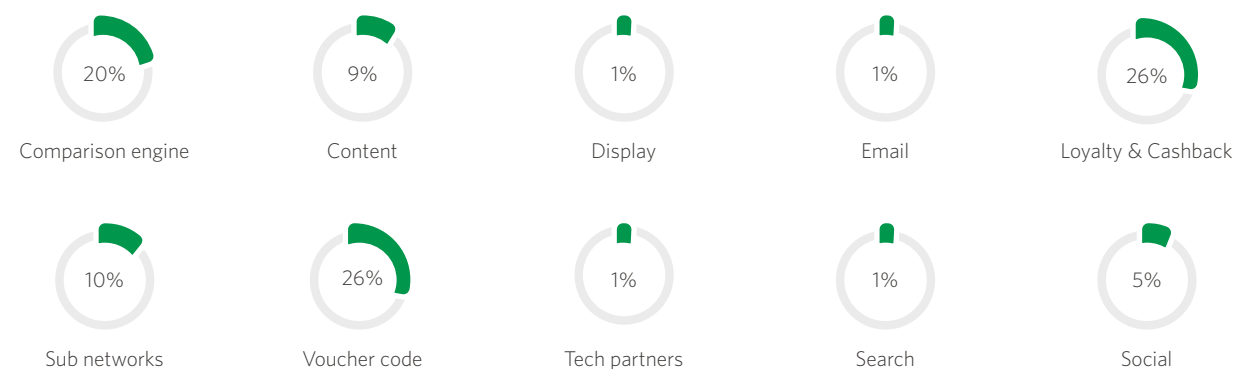 20%
9%
1%
1%
26%
Comparison engine
Content
Display
Email
Loyalty & Cashback
10%
26%
1%
1%
5%
Sub networks
Voucher code
Tech partners
Search
Social